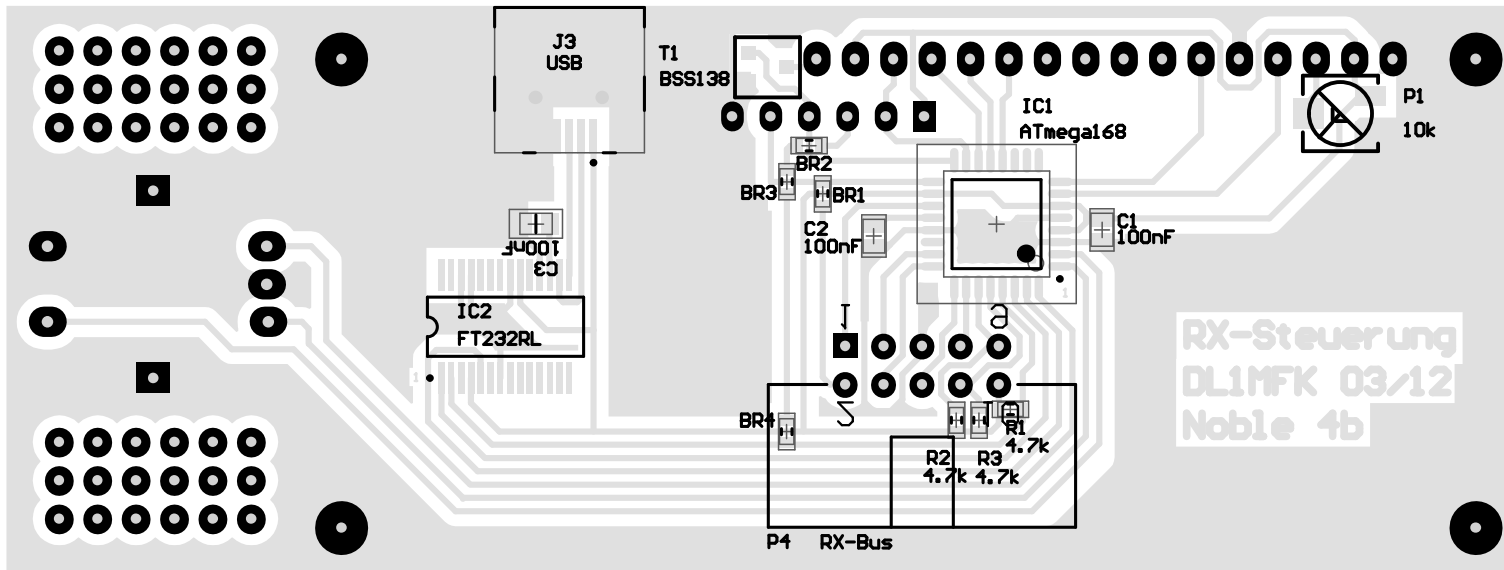 J3
USB
T1
BSS138
IC1
ATmega168
P1
10k
BR2
BR3
BR1
C2
100nF
C1
100nF
100nF
C3
IC2
FT232RL
1
1
1
2
RX-Steuerung
DL1MFK 03/12
Noble 4b
BR4
R1
4.7k
R2
4.7k
R3
4.7k
P4
RX-Bus